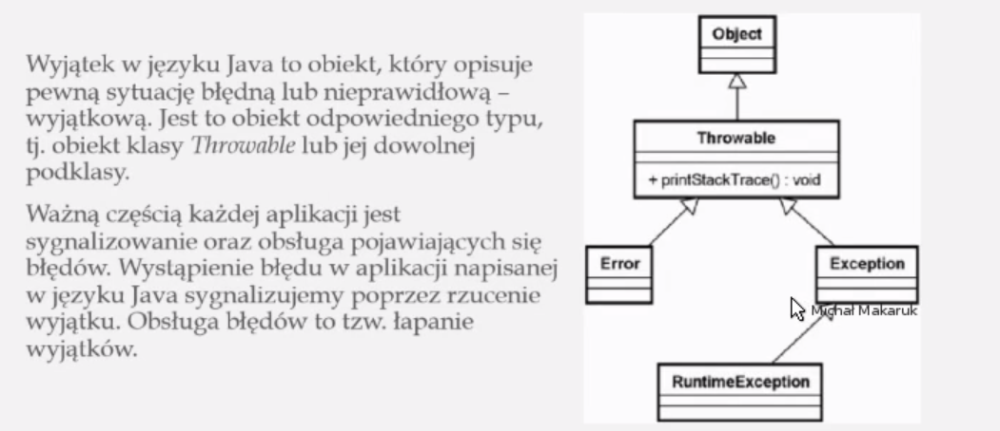 Wyjątek w języku Java to obiekt, który opisuje
pewną sytuację błędną lub nieprawidłową –
wyjątkową. Jest to obiekt odpowiedniego typu,
tj. obiekt klasy Throwable lub jej dowolnej
podklasy.
Ważną częścią każdej aplikacji jest
sygnalizowanie oraz obsługa pojawiających się
błędów. Wystąpienie błędu w aplikacji napisanej
w języku Java sygnalizujemy poprzez rzucenie
wyjątku. Obsługa błędów to tzw. łapanie
wyjątków.
Object
Throwable
+ printStackTrace() : void
Error
Exception
Michał Makaruk
RuntimeException